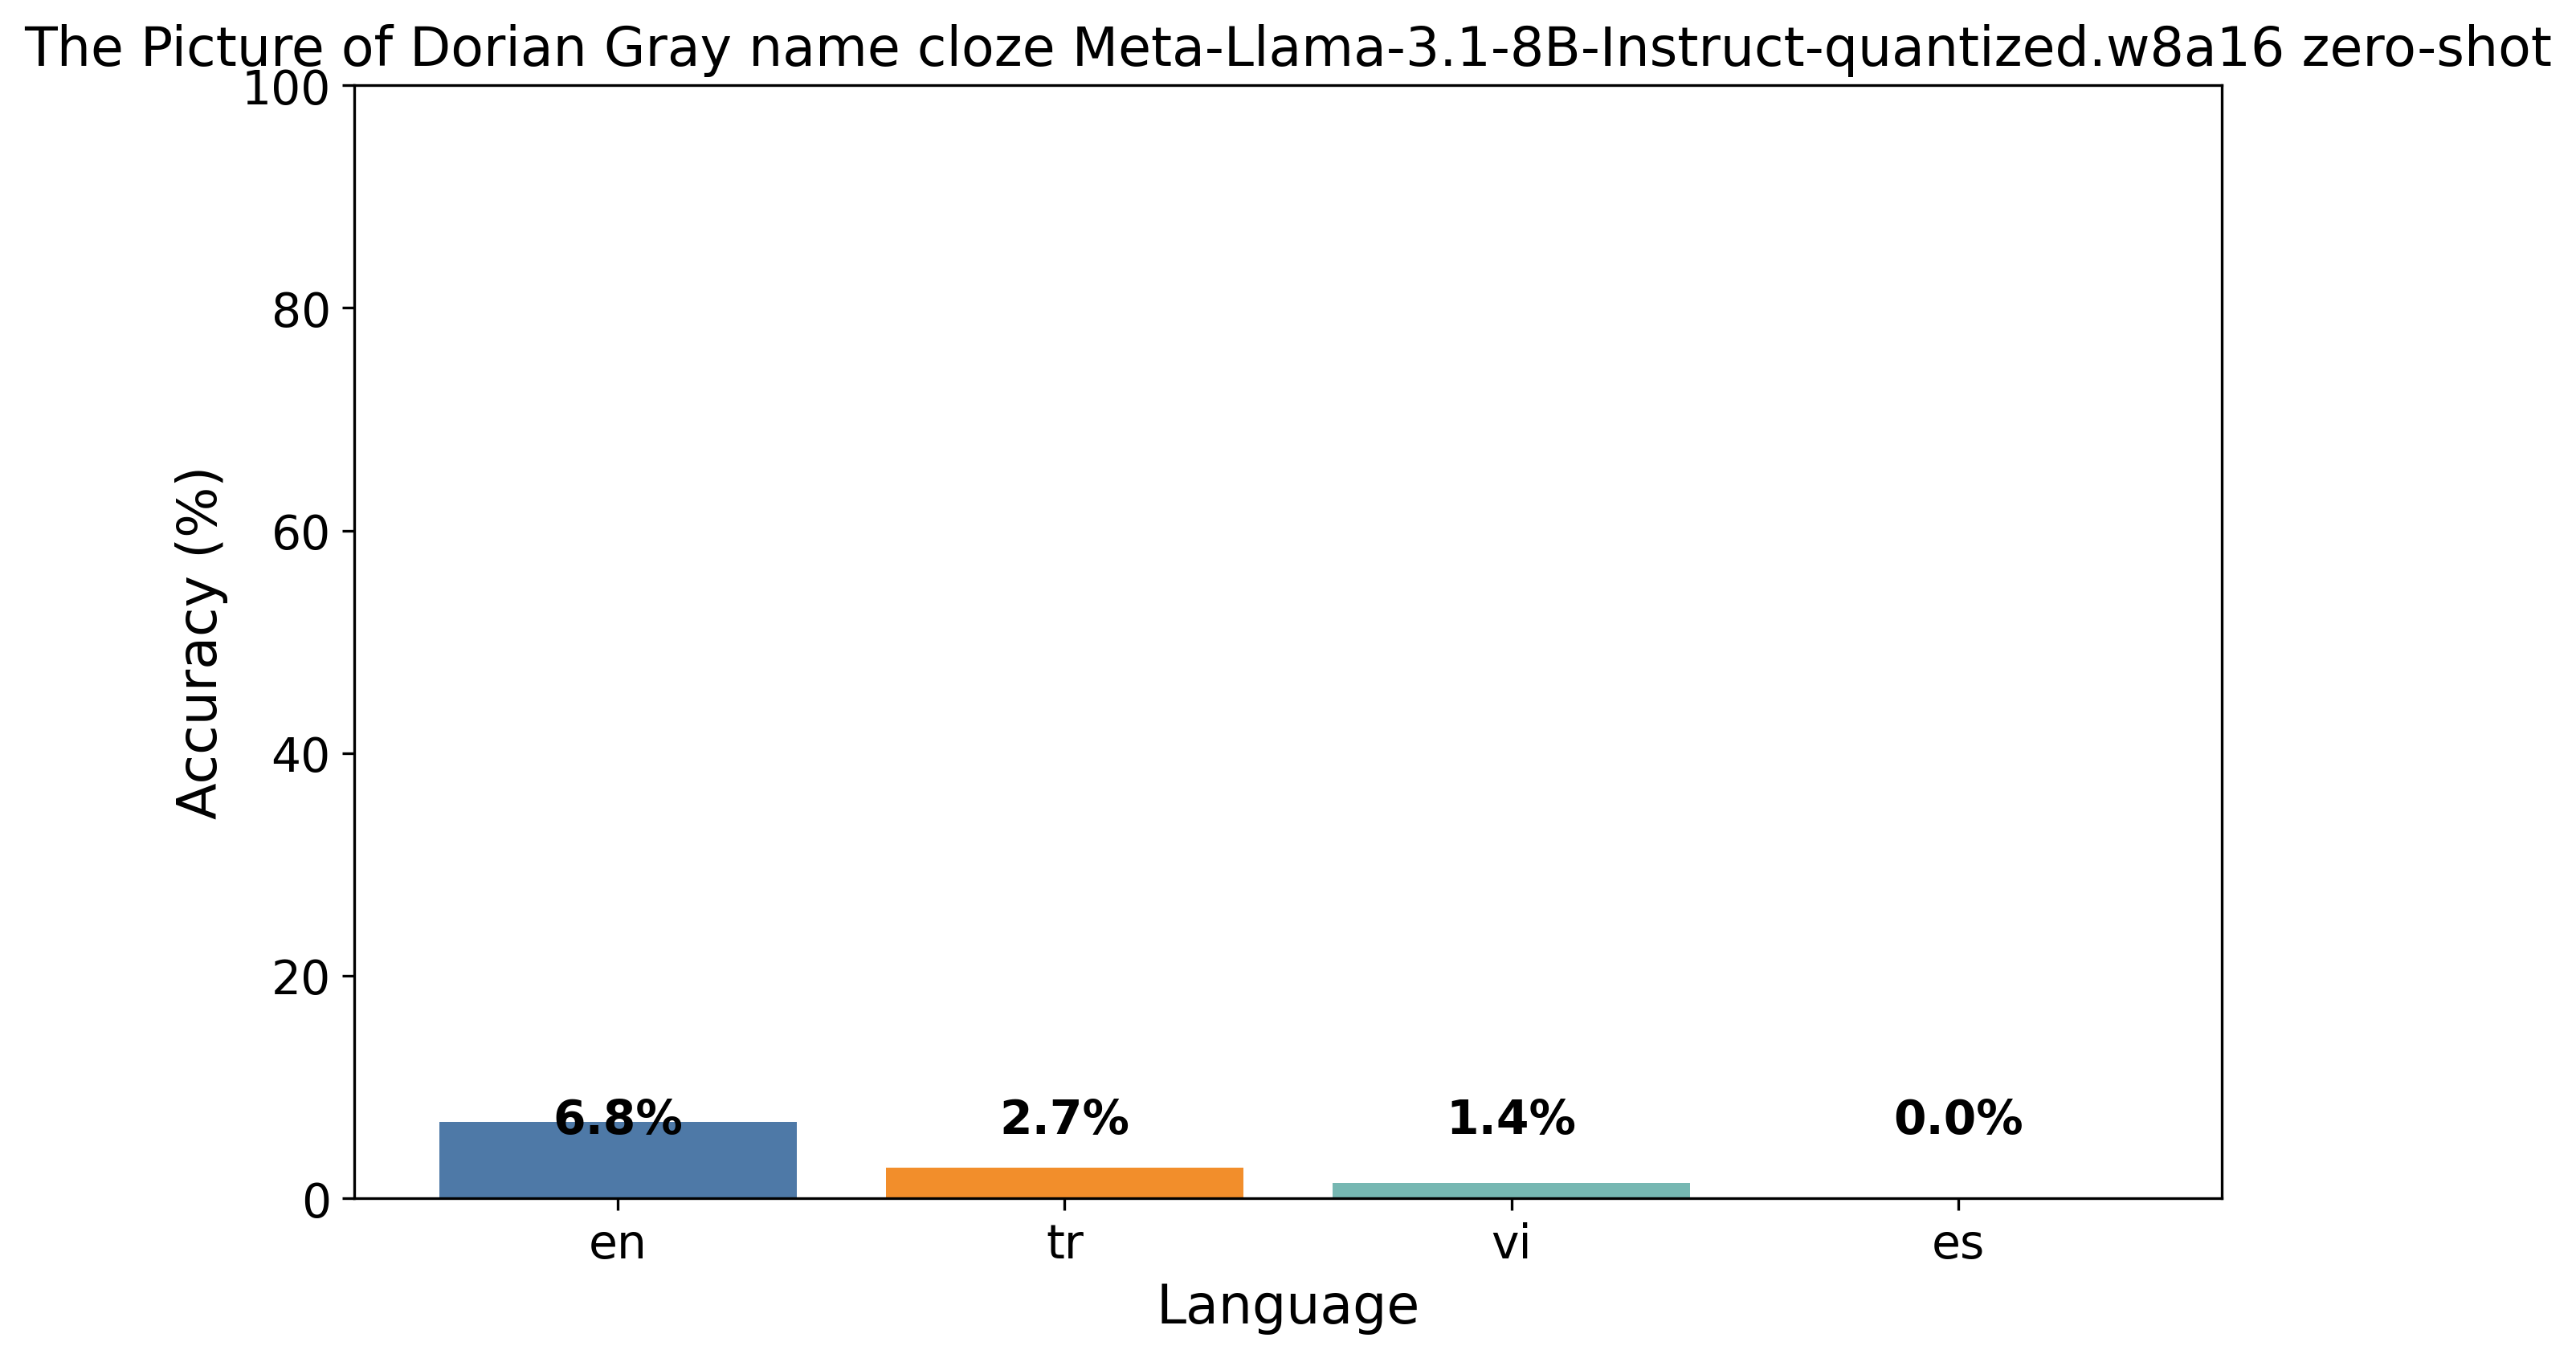 The Picture of Dorian Gray name cloze Meta-Llama-3.1-8B-Instruct-quantized.w8a16 zero-shot
100
80
60
40
20
0
Accuracy (%)
6.8%
2.7%
1.4%
0.0%
en
tr
vi
es
Language